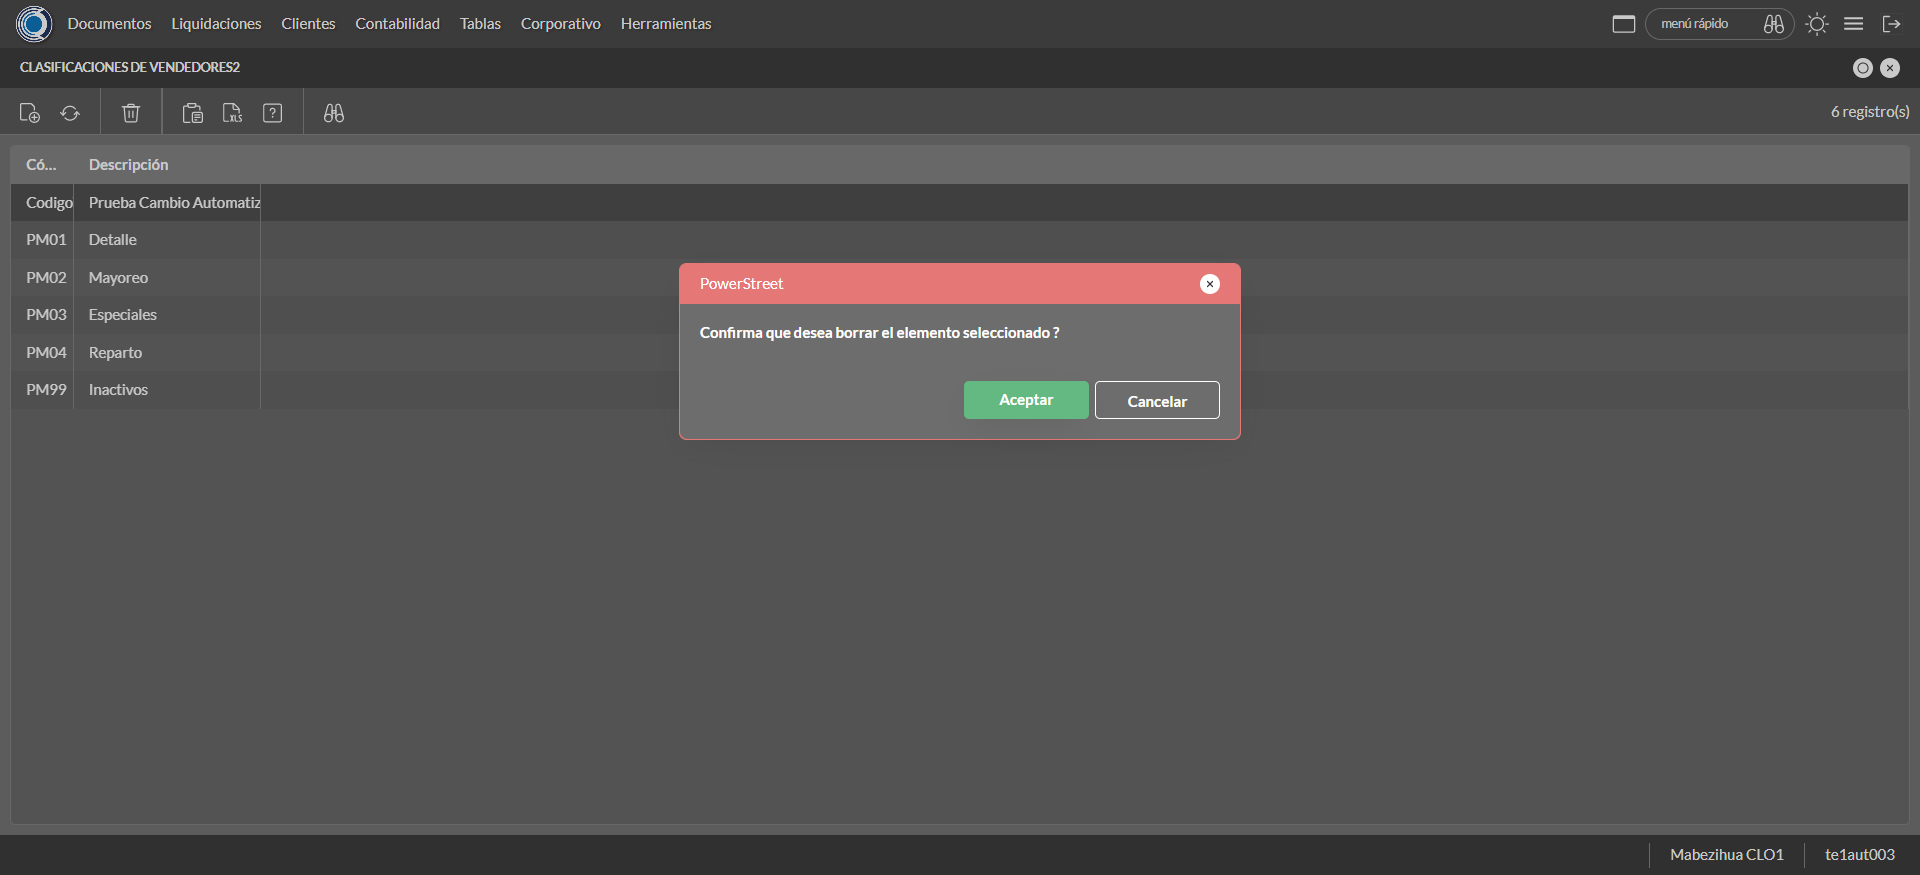 Documentos Liquidaciones Clientes Contabilidad Tablas Corporativo Herramientas menú rápido
CLASIFICACIONES DE VENDEDORES2
XLS ? 6 registro(s)
Có... Descripción
Codigo Prueba Cambio Automatiz
PM01 Detalle
PM02 Mayoreo
PM03 Especiales
PM04 Reparto
PM99 Inactivos
PowerStreet
Confirma que desea borrar el elemento seleccionado ?
Aceptar Cancelar
Mabezihua CLO1 te1aut003